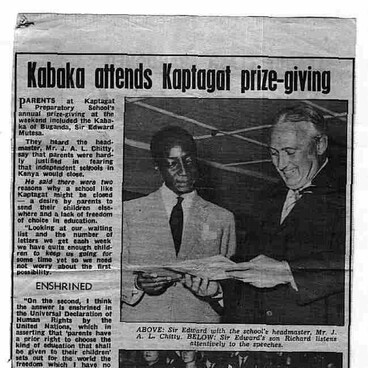 Kabaka attends Kaptagat prize-giving
PARENTS at Kaptagat
Preparatory School's
annual prize-giving at the
weekend included the Kaba-
ka of Buganda, Sir Edward
Mutesa.
They heard the head-
master, Mr. J. A. L. Chitty,
say that parents were hard-
ly justified in fearing
that independent schools in
Kenya would close.
He said there were two
reasons why a school like
Kaptagat might be closed
— a desire by parents to
send their children else-
where and a lack of freedom
of choice in education.
"Looking at our waiting
list and the number of
letters we get each week
we have quite enough child-
ren to keep us going for
some time yet so we need
not worry about the first
possibility.
ENSHRINED
"On the second, I think
the answer is enshrined in
the Universal Declaration of
Human Rights by the
United Nations, which in
asserting that 'parents have
a prior right to choose the
kind of education that shall
be given to their children'
sets out for the world the
freedom which I have no
ABOVE: Sir Edward with the school's headmaster, Mr. J.
A. L. Chitty. BELOW: Sir Edward's son Richard listens
attentively to the speeches.